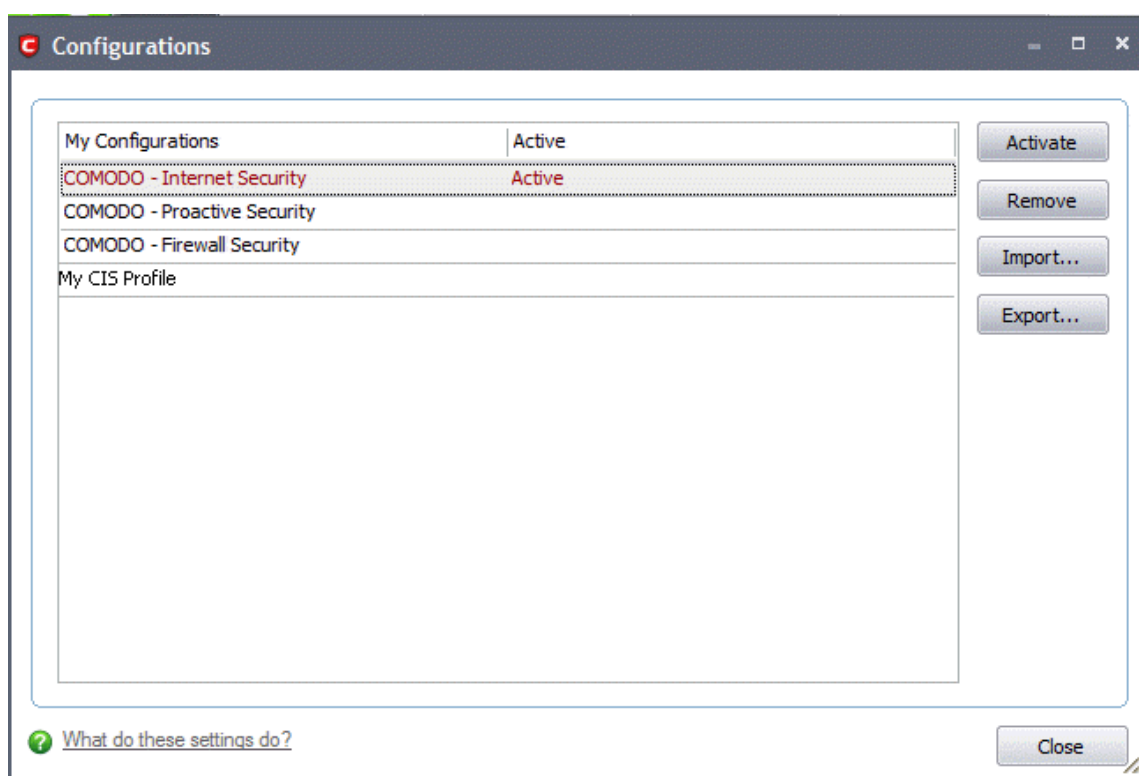 Configurations
My Configurations Active
COMODO - Internet Security Active
COMODO - Proactive Security
COMODO - Firewall Security
My CIS Profile
Activate
Remove
Import...
Export...
What do these settings do?
Close